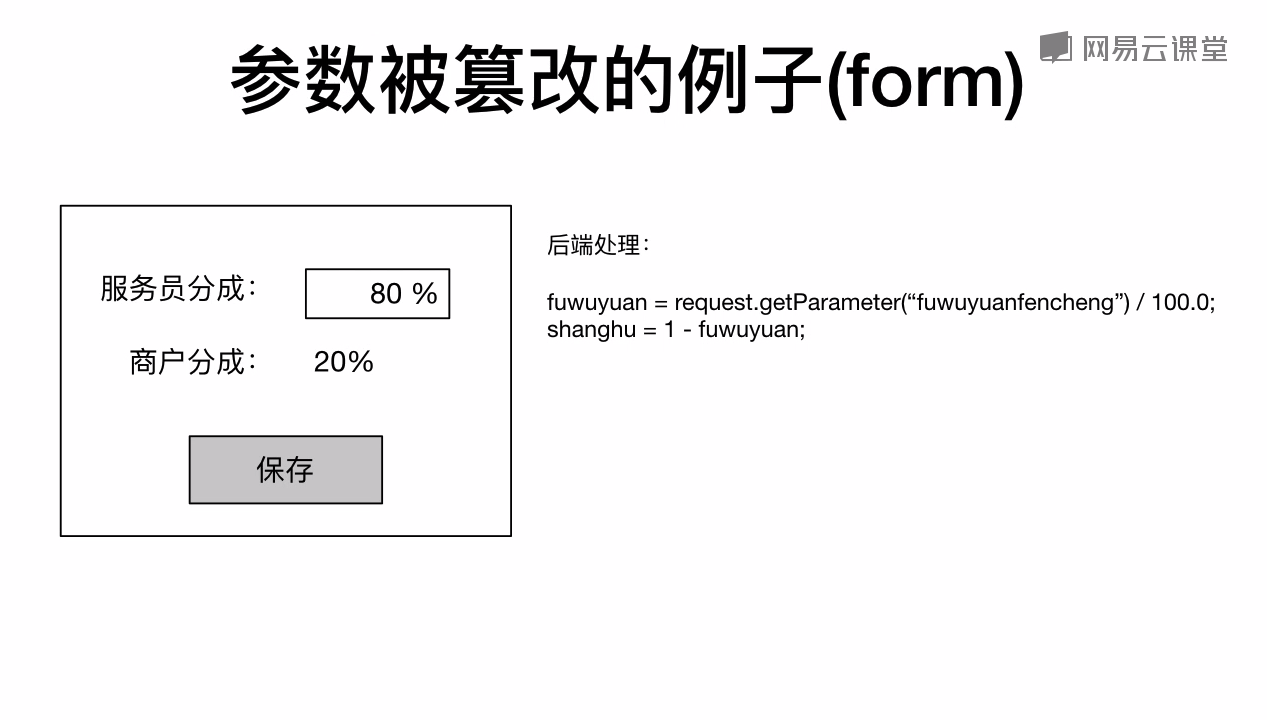 参数被篡改的例子(form)
网易云课堂
服务员分成：
80 %
商户分成：
20%
保存
后端处理：
fuwuyuan = request.getParameter(“fuwuyuanfencheng”) / 100.0;
shanghu = 1 - fuwuyuan;